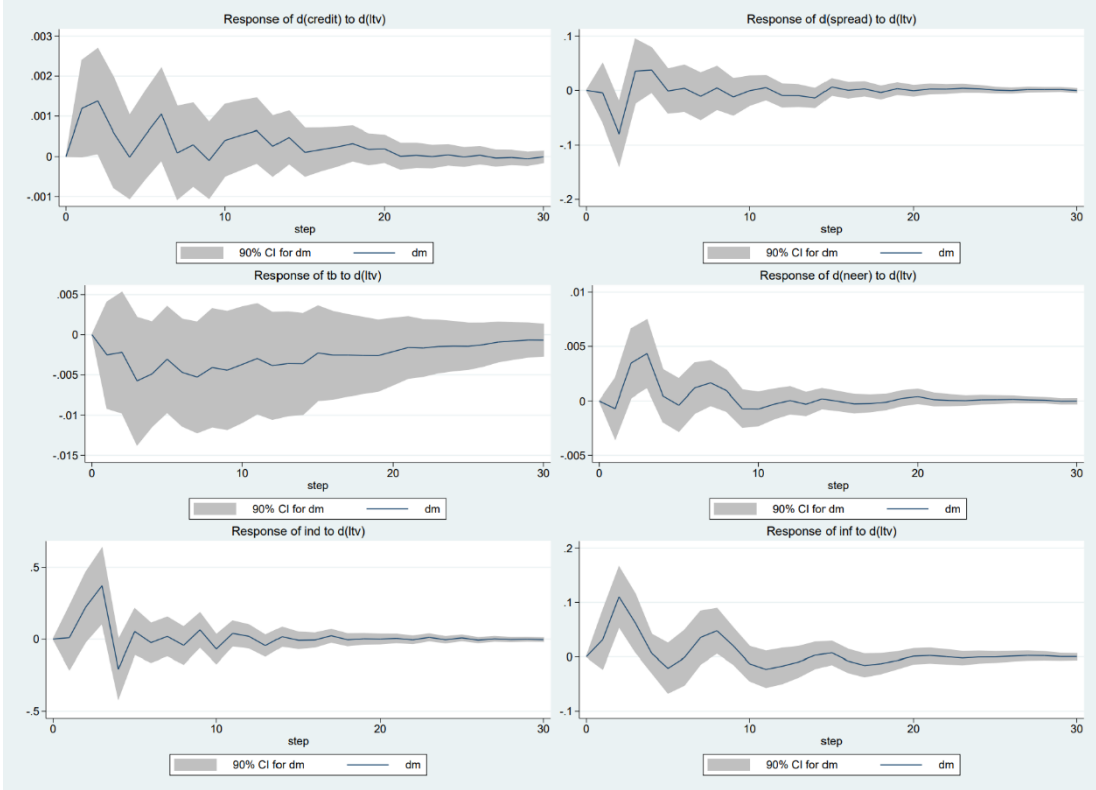 Response of d(credit) to d(ltv)
.003
.002
.001
0
-.001
0 10 20 30
step
90% CI for dm dm
Response of d(spread) to d(ltv)
.1
0
-.1
-.2
0 10 20 30
step
90% CI for dm dm
Response of tb to d(ltv)
.005
0
-.005
-.01
-.015
0 10 20 30
step
90% CI for dm dm
Response of d(neer) to d(ltv)
.01
.005
0
-.005
0 10 20 30
step
90% CI for dm dm
Response of ind to d(ltv)
.5
0
-.5
0 10 20 30
step
90% CI for dm dm
Response of inf to d(ltv)
.2
.1
0
-.1
0 10 20 30
step
90% CI for dm dm